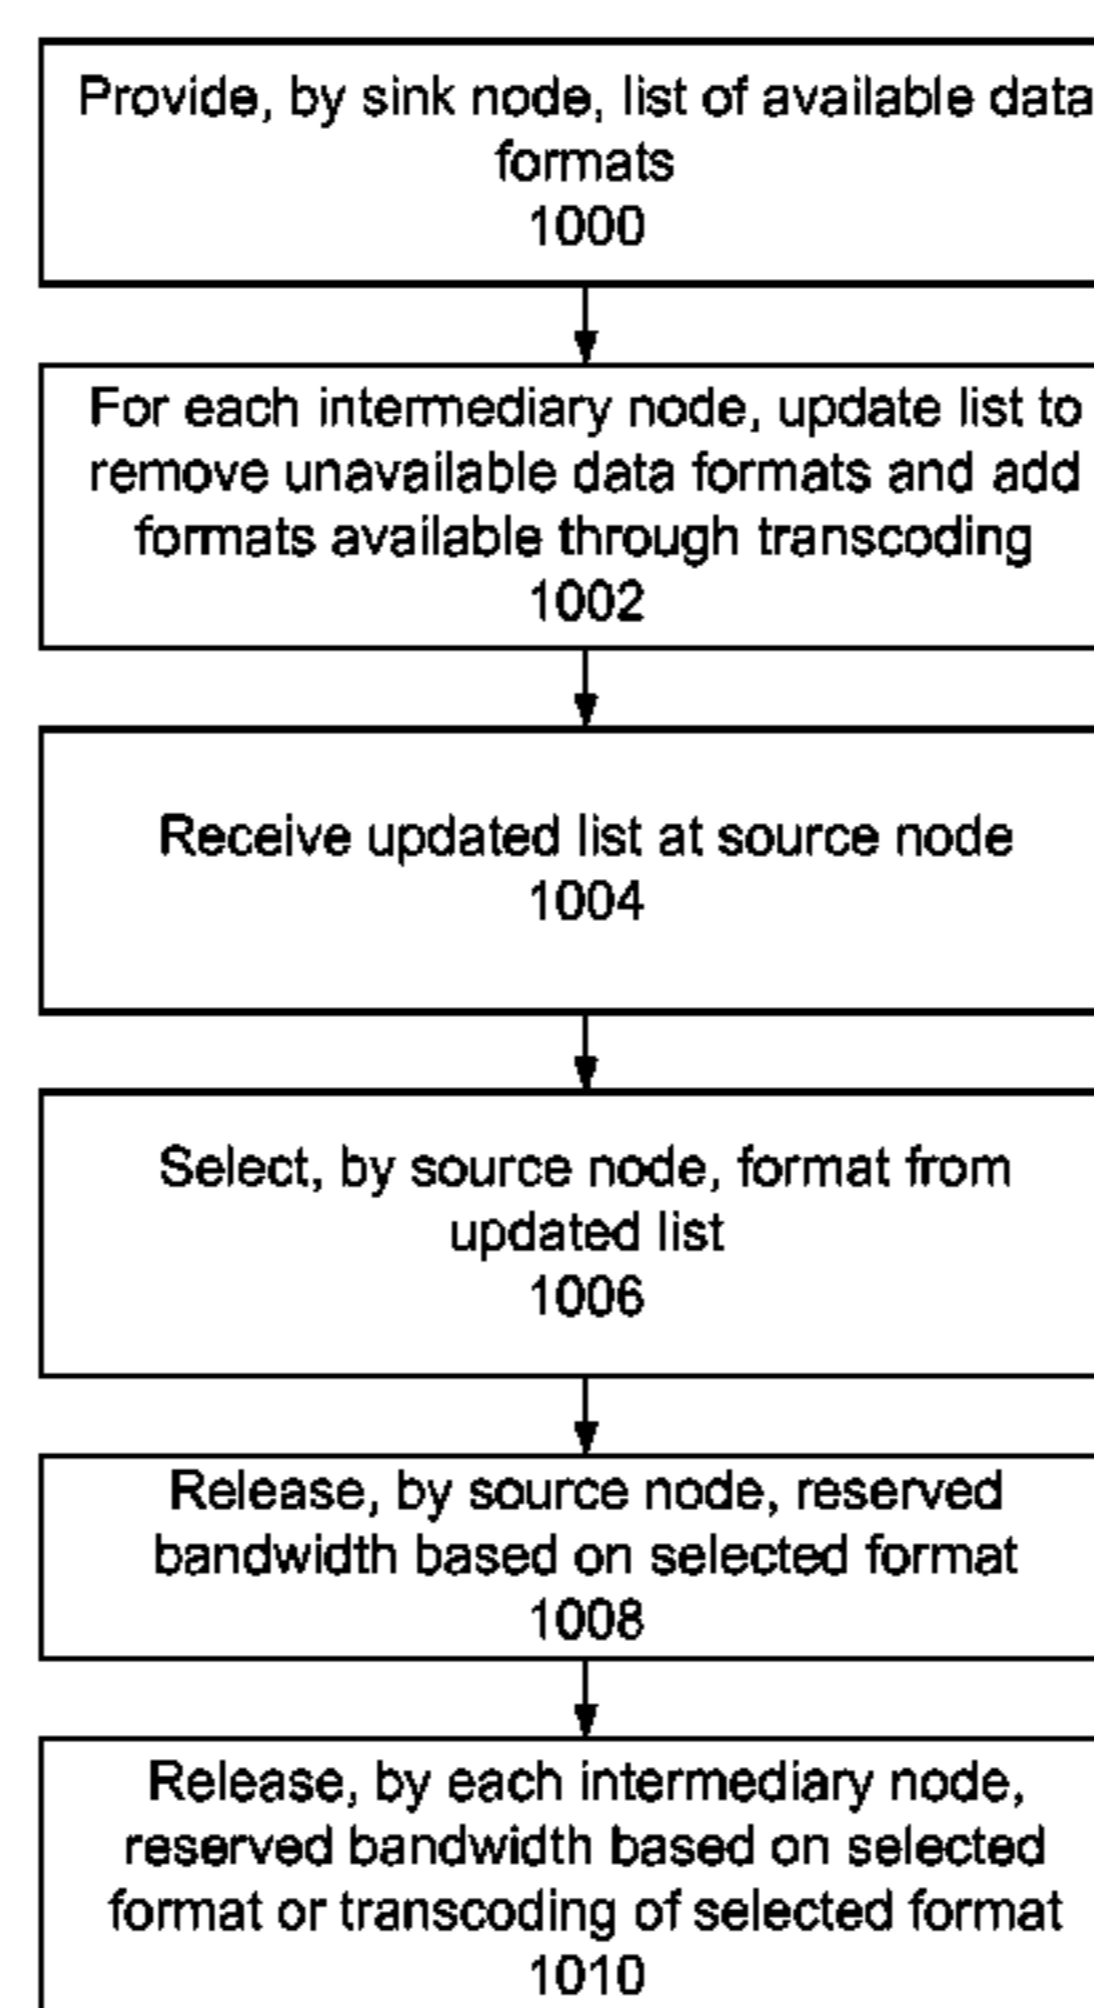 Provide, by sink node, list of available data
formats
1000
For each intermediary node, update list to
remove unavailable data formats and add
formats available through transcoding
1002
Receive updated list at source node
1004
Select, by source node, format from
updated list
1006
Release, by source node, reserved
bandwidth based on selected format
1008
Release, by each intermediary node,
reserved bandwidth based on selected
format or transcoding of selected format
1010